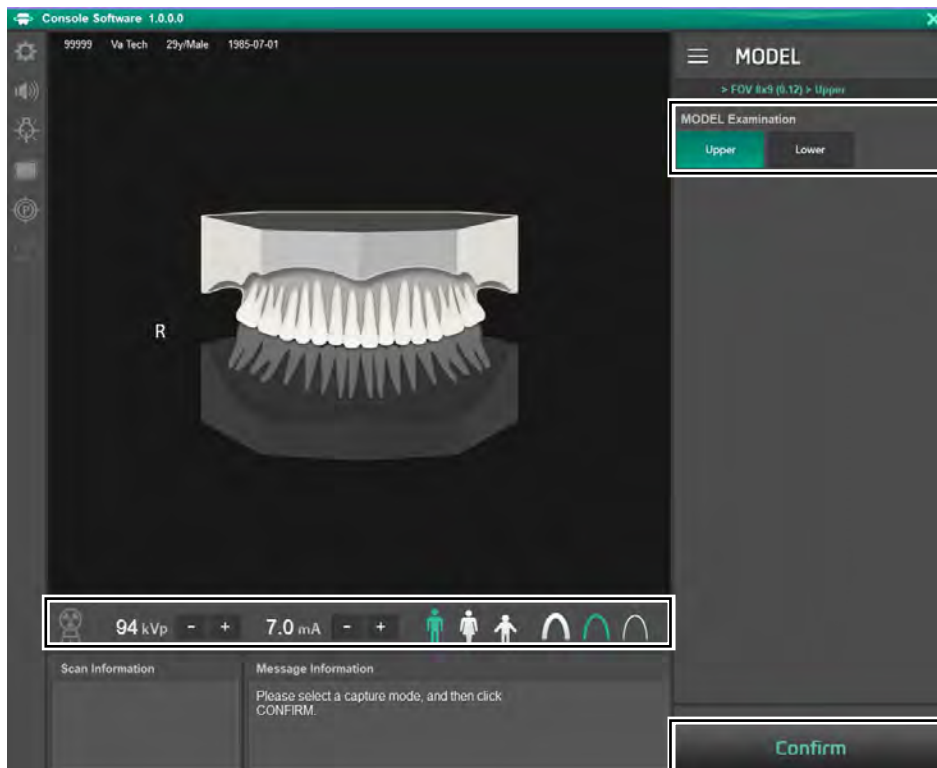 Console Software 1.0.0.0
99999 Va Tech 29y/Male 1985-07-01
MODEL
> FOV 8x9 (0.12) > Upper
MODEL Examination
Upper Lower
R
94 kVp - + 7.0 mA - +
Scan Information
Message Information
Please select a capture mode, and then click
CONFIRM.
Confirm